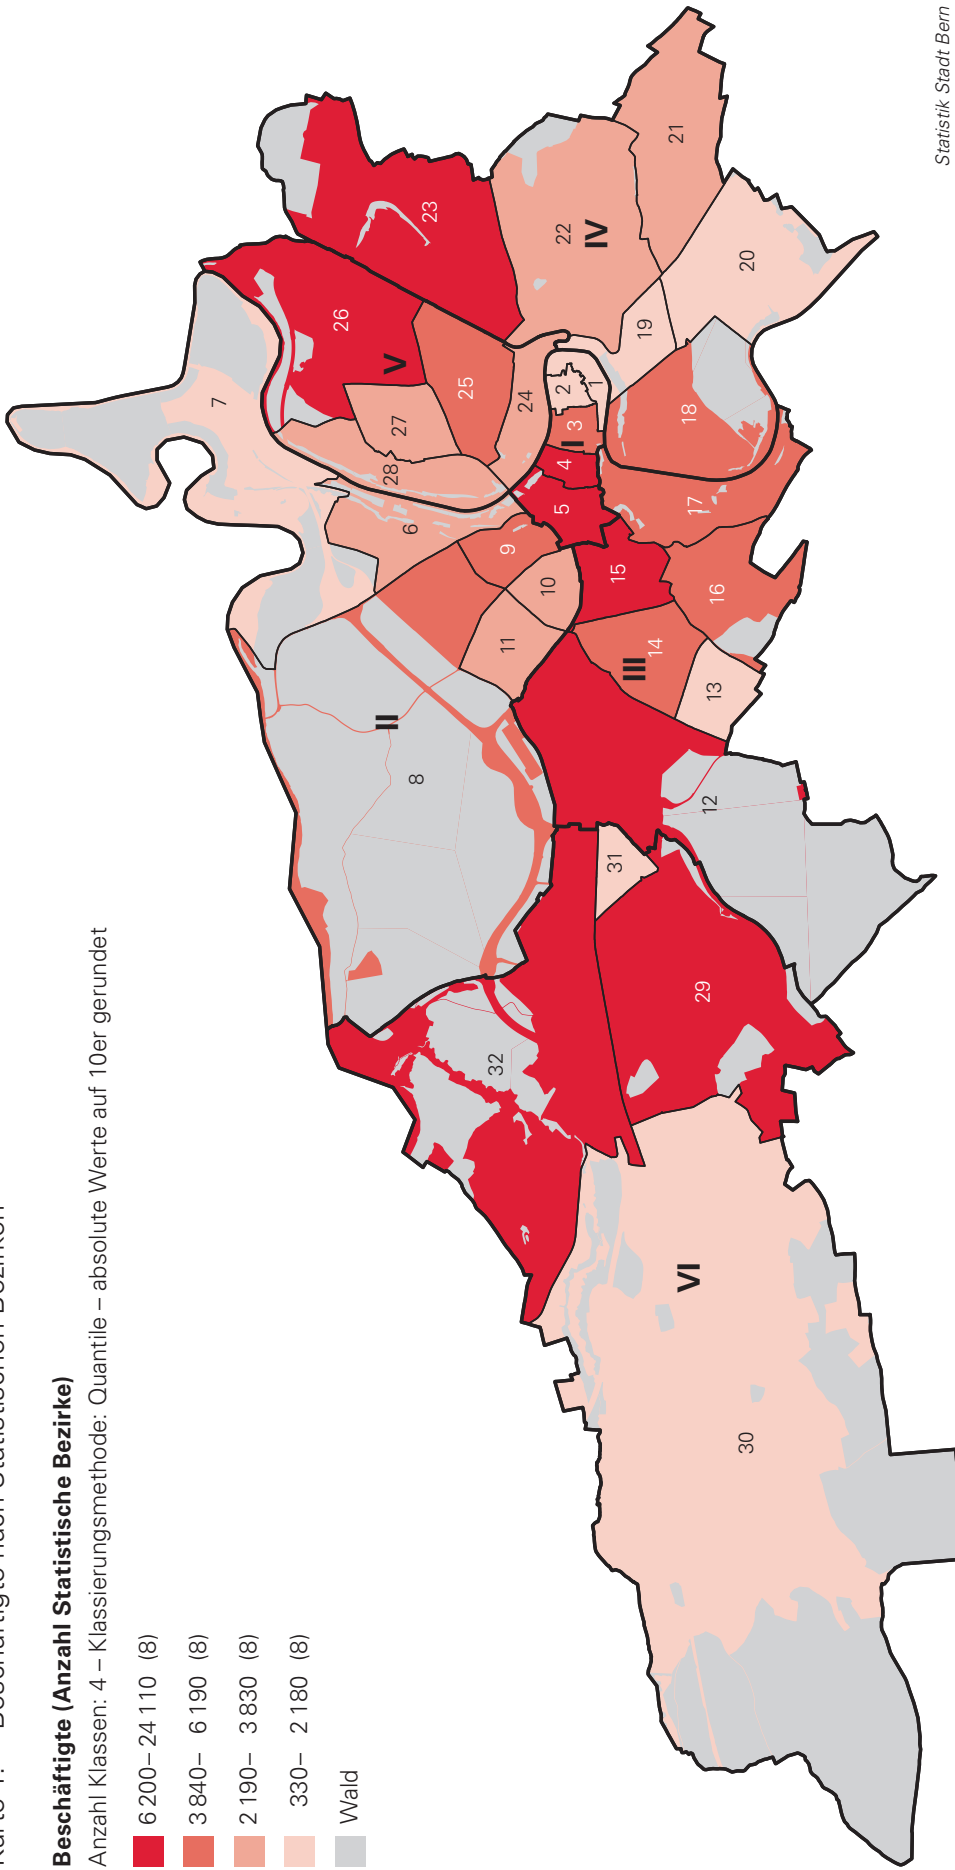 Karte 1: Beschäftigte nach Statistischen Bezirken
Beschäftigte (Anzahl Statistische Bezirke)
Anzahl Klassen: 4 – Klassierungsmethode: Quantile – absolute Werte auf 10er gerundet
6 200 – 24 110 (8)
3 840 – 6 190 (8)
2 190 – 3 830 (8)
330 – 2 180 (8)
Wald
7
26
23
V
27
25
28
24
22
IV
21
20
19
2
1
3
I
4
5
18
17
6
9
10
11
15
16
14
III
13
II
8
12
31
29
32
VI
30
Statistik Stadt Bern